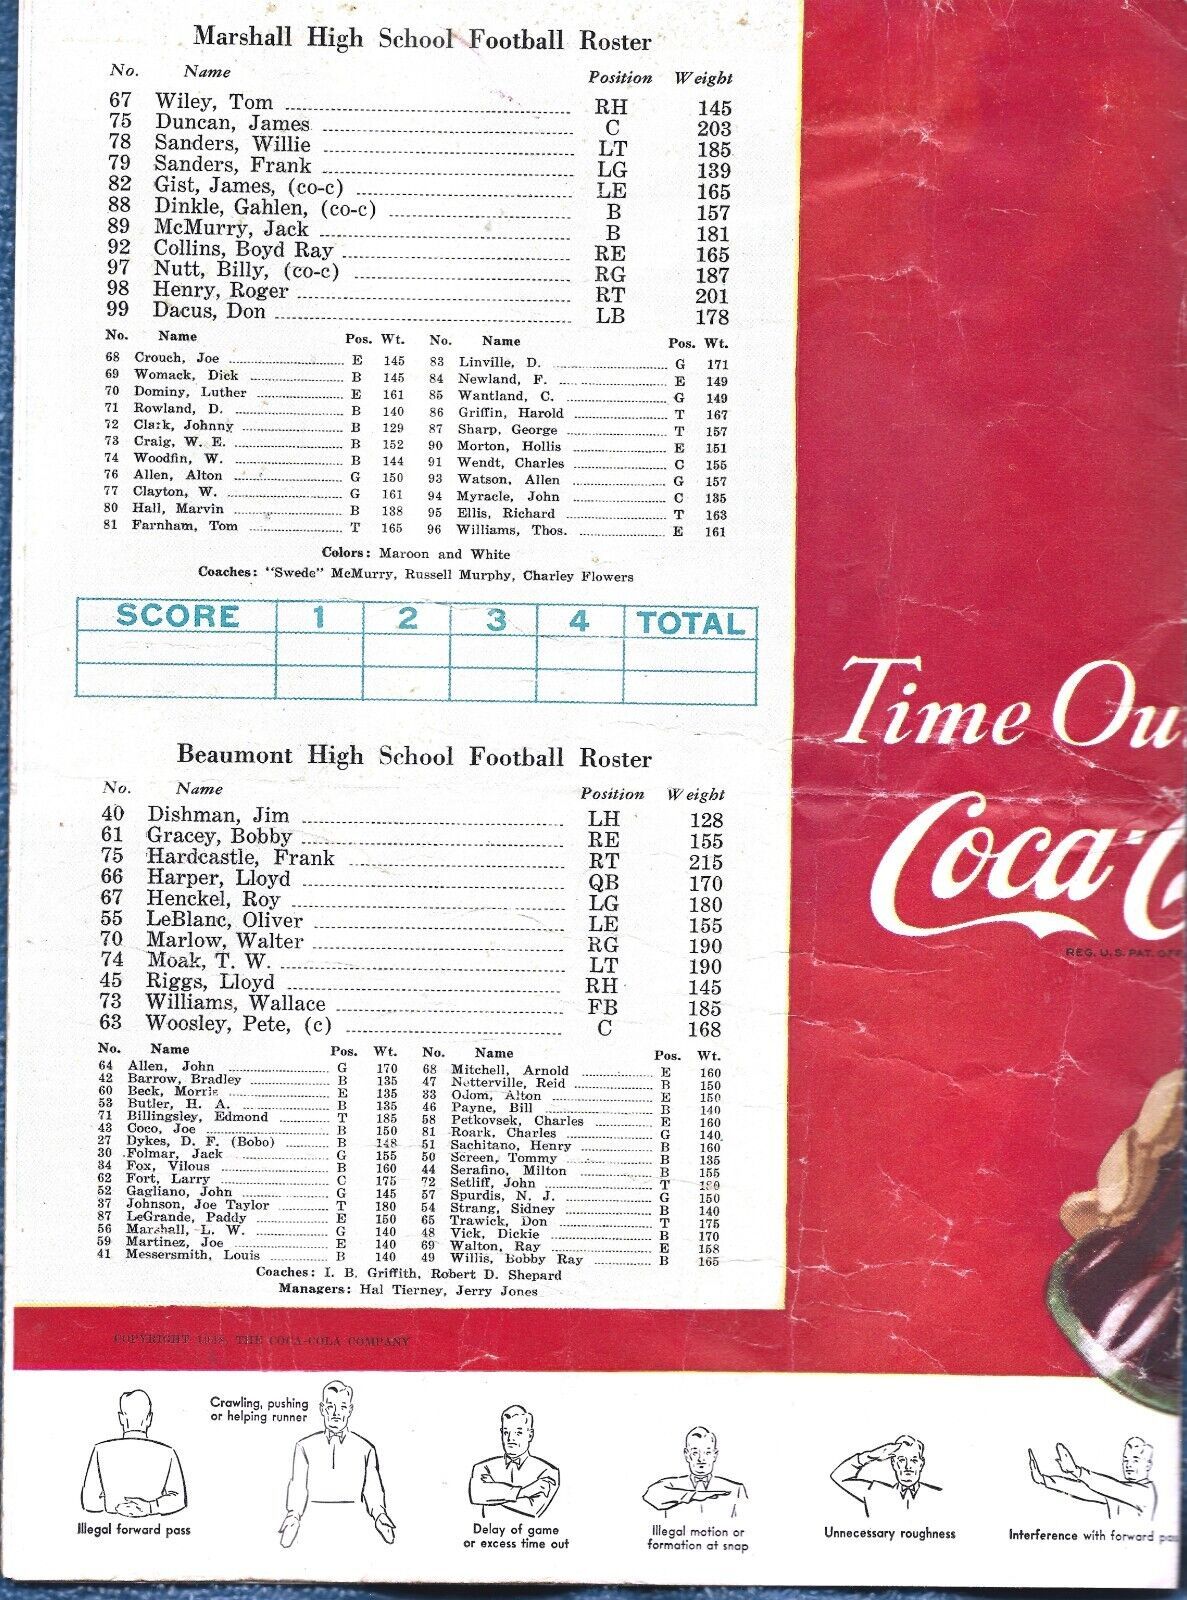 Marshall High School Football Roster
No. Name Position Weight
67 Wiley, Tom RH 145
75 Duncan, James C 203
78 Sanders, Willie LT 185
79 Sanders, Frank LG 139
82 Gist, James, (co-c) LE 165
88 Dinkle, Gahlen, (co-c) B 157
89 McMurry, Jack B 181
92 Collins, Boyd Ray RE 165
97 Nutt, Billy, (co-c) RG 187
98 Henry, Roger RT 201
99 Dacus, Don LB 178
No. Name Pos. Wt. No. Name Pos. Wt.
68 Crouch, Joe E 145 83 Linville, D. G 171
69 Womack, Dick B 145 84 Newland, F. E 149
70 Dominy, Luther E 161 85 Wantland, C. G 149
71 Rowland, D. B 140 86 Griffin, Harold T 167
72 Clark, Johnny B 129 87 Sharp, George T 157
73 Craig, W. E. B 152 90 Morton, Hollis E 151
74 Woodfin, W. B 144 91 Wendt, Charles C 155
76 Allen, Alton G 150 93 Watson, Allen G 157
77 Clayton, W. G 161 94 Myracle, John C 135
80 Hall, Marvin B 138 95 Ellis, Richard T 163
81 Farnham, Tom T 165 96 Williams, Thos. E 161
Colors: Maroon and White
Coaches: "Swede" McMurry, Russell Murphy, Charley Flowers
SCORE 1 2 3 4 TOTAL
Beaumont High School Football Roster
No. Name Position Weight
40 Dishman, Jim LH 128
61 Gracey, Bobby RE 155
75 Hardcastle, Frank RT 215
66 Harper, Lloyd QB 170
67 Henckel, Roy LG 180
55 LeBlanc, Oliver LE 155
70 Marlow, Walter RG 190
74 Moak, T. W. LT 190
45 Riggs, Lloyd RH 145
73 Williams, Wallace FB 185
63 Woosley, Pete, (c) C 168
No. Name Pos. Wt. No. Name Pos. Wt.
64 Allen, John G 170 68 Mitchell, Arnold E 160
42 Barrow, Bradley B 135 47 Netterville, Reid B 150
60 Beck, Morris E 135 33 Odom, Alton E 150
53 Butler, H. A. B 135 46 Payne, Bill B 140
71 Billingsley, Edmond T 185 58 Petkovsek, Charles E 160
43 Coco, Joe B 150 81 Roark, Charles G 140
27 Dykes, D. F. (Bobo) B 148 51 Sachitano, Henry B 160
30 Folmar, Jack G 155 50 Screen, Tommy B 135
34 Fox, Vilous B 160 44 Serafino, Milton B 155
62 Fort, Larry C 175 72 Setliff, John T
52 Gagliano, John G 145 57 Spurdis, N. J. G 150
37 Johnson, Joe Taylor T 180 54 Strang, Sidney B 140
87 LeGrande, Paddy E 150 65 Trawick, Don T 175
56 Marshall, L. W. G 140 48 Vick, Dickie B 170
59 Martinez, Joe E 140 69 Walton, Ray E 158
41 Messersmith, Louis B 140 49 Willis, Bobby Ray B 165
Coaches: I. B. Griffith, Robert D. Shepard
Managers: Hal Tierney, Jerry Jones
Time Ou
Coca-C
REG. U.S. PAT. OFF
COPYRIGHT THE COCA-COLA COMPANY
Illegal forward pass
Crawling, pushing
or helping runner
Delay of game
or excess time out
Illegal motion or
formation at snap
Unnecessary roughness
Interference with forward pas